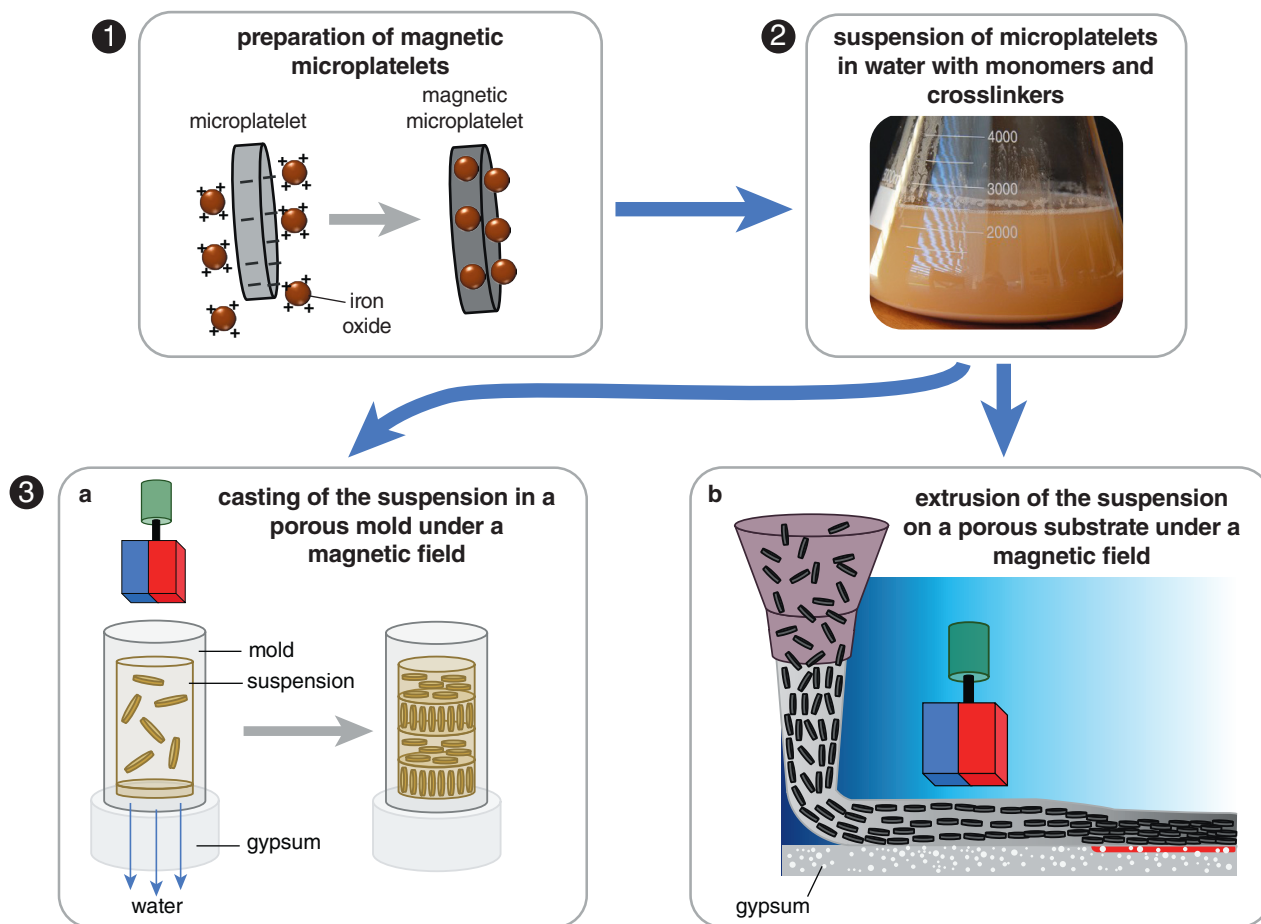 1
preparation of magnetic
microplatelets
microplatelet
magnetic
microplatelet
iron
oxide
2
suspension of microplatelets
in water with monomers and
crosslinkers
4000
3000
2000
3
a
casting of the suspension in a
porous mold under a
magnetic field
mold
suspension
gypsum
water
b
extrusion of the suspension
on a porous substrate under a
magnetic field
gypsum